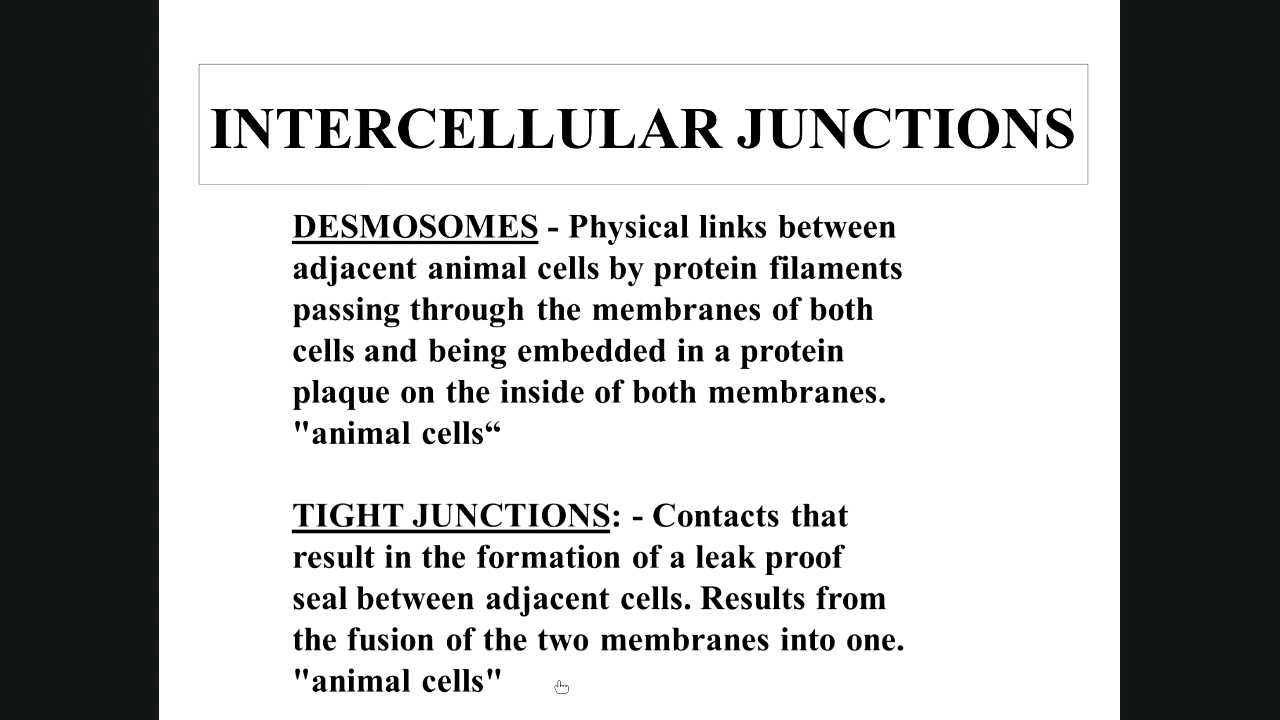 INTERCELLULAR JUNCTIONS
DESMOSOMES - Physical links between
adjacent animal cells by protein filaments
passing through the membranes of both
cells and being embedded in a protein
plaque on the inside of both membranes.
"animal cells“
TIGHT JUNCTIONS: - Contacts that
result in the formation of a leak proof
seal between adjacent cells. Results from
the fusion of the two membranes into one.
"animal cells"